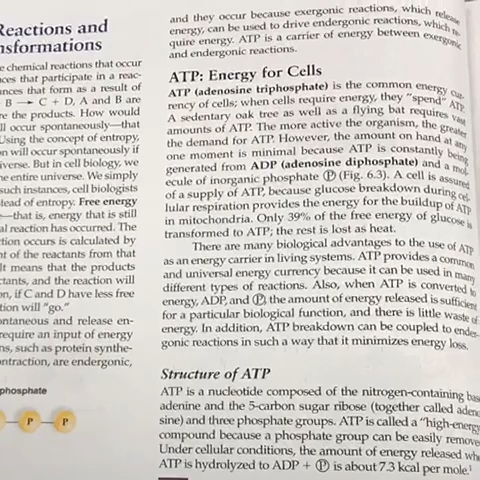 Reactions and
nsformations
e chemical reactions that occur
ces that participate in a reac-
ances that form as a result of
B → C + D, A and B are
re the products. How would
ll occur spontaneously—that
Using the concept of entropy,
on will occur spontaneously if
iverse. But in cell biology, we
he entire universe. We simply
such instances, cell biologists
tead of entropy. Free energy
—that is, energy that is still
al reaction has occurred. The
ction occurs is calculated by
nt of the reactants from that
It means that the products
ctants, and the reaction will
on, if C and D have less free
tion will "go."
ontaneous and release en-
require an input of energy
ns, such as protein synthe-
ontraction, are endergonic,
phosphate
P P
and they occur because exergonic reactions, which release
energy, can be used to drive endergonic reactions, which re-
quire energy. ATP is a carrier of energy between exergonic
and endergonic reactions.
ATP: Energy for Cells
ATP (adenosine triphosphate) is the common energy cur-
rency of cells; when cells require energy, they "spend" ATP.
A sedentary oak tree as well as a flying bat requires vast
amounts of ATP. The more active the organism, the greater
the demand for ATP. However, the amount on hand at any
one moment is minimal because ATP is constantly being
generated from ADP (adenosine diphosphate) and a mol-
ecule of inorganic phosphate Ⓟ (Fig. 6.3). A cell is assured
of a supply of ATP, because glucose breakdown during cel-
lular respiration provides the energy for the buildup of ATP
in mitochondria. Only 39% of the free energy of glucose is
transformed to ATP; the rest is lost as heat.
There are many biological advantages to the use of ATP
as an energy carrier in living systems. ATP provides a common
and universal energy currency because it can be used in many
different types of reactions. Also, when ATP is converted to
energy, ADP, and Ⓟ, the amount of energy released is sufficient
for a particular biological function, and there is little waste of
energy. In addition, ATP breakdown can be coupled to ender-
gonic reactions in such a way that it minimizes energy loss.
Structure of ATP
ATP is a nucleotide composed of the nitrogen-containing base
adenine and the 5-carbon sugar ribose (together called adeno
sine) and three phosphate groups. ATP is called a "high-energy
compound because a phosphate group can be easily remove
Under cellular conditions, the amount of energy released whe
ATP is hydrolyzed to ADP + Ⓟ is about 7.3 kcal per mole.¹